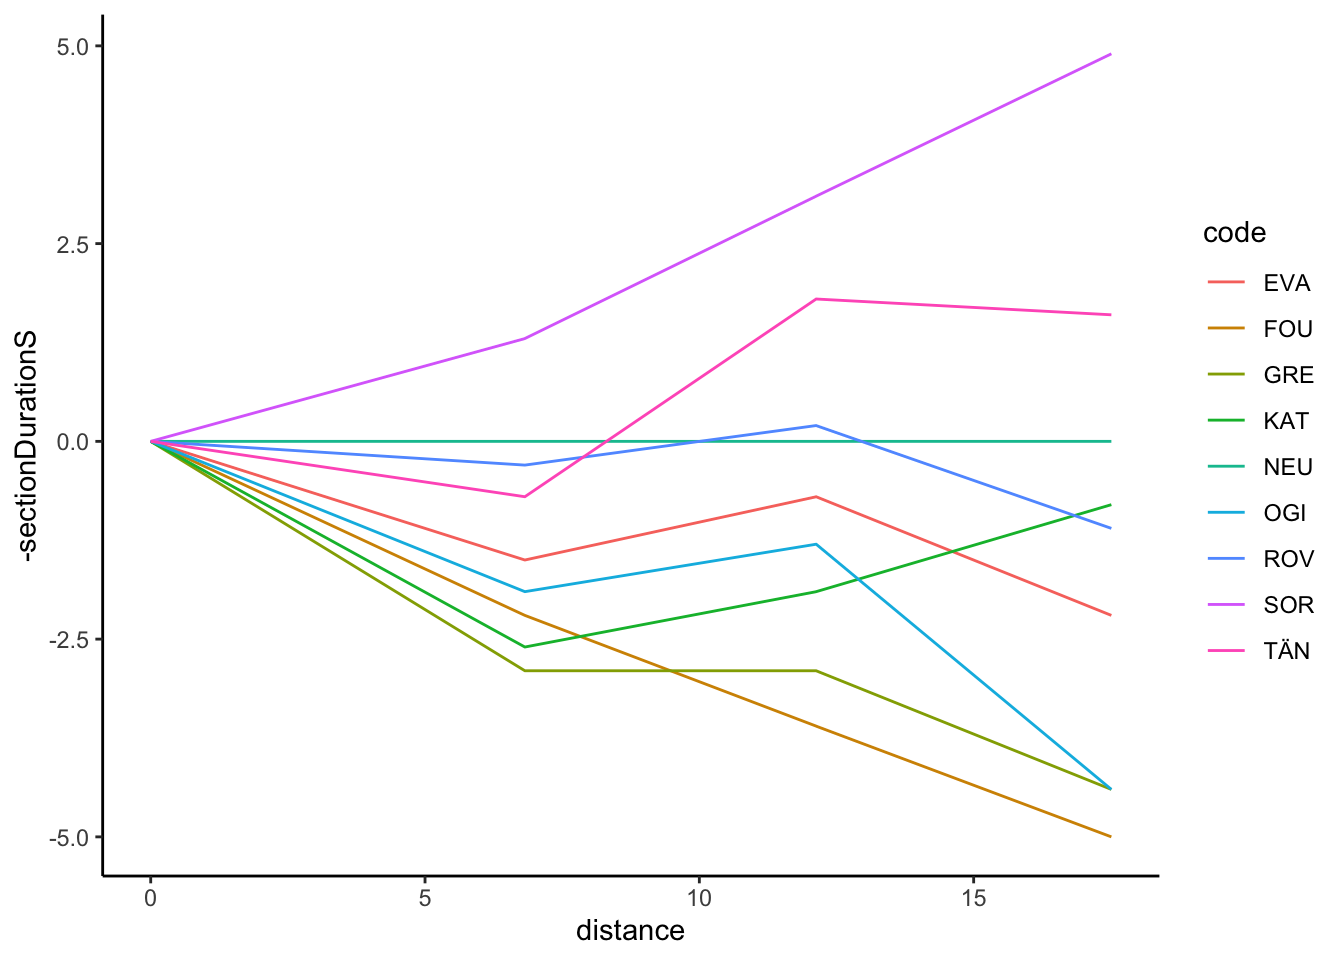 5.0
2.5
0.0
-2.5
-5.0
-sectionDurationS
0 5 10 15
distance
code
EVA
FOU
GRE
KAT
NEU
OGI
ROV
SOR
TÄN